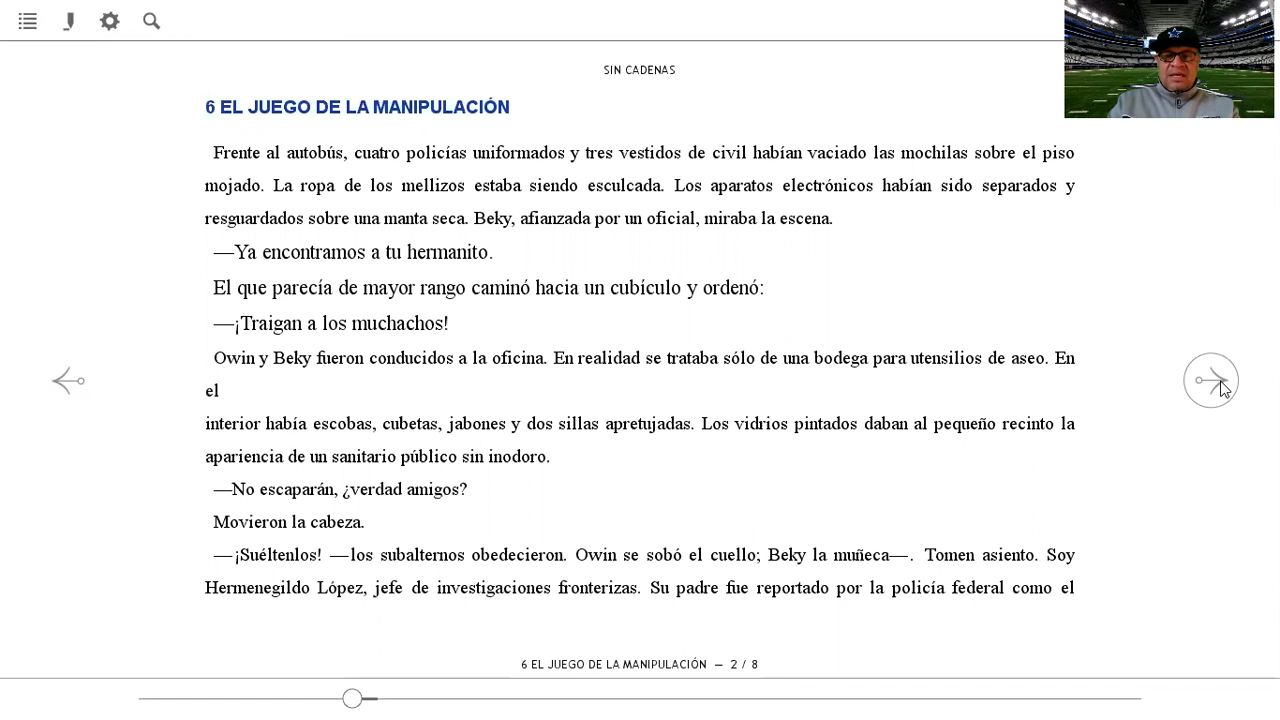 SIN CADENAS
6 EL JUEGO DE LA MANIPULACIÓN
Frente al autobús, cuatro policías uniformados y tres vestidos de civil habían vaciado las mochilas sobre el piso
mojado. La ropa de los mellizos estaba siendo esculcada. Los aparatos electrónicos habían sido separados y
resguardados sobre una manta seca. Beky, afianzada por un oficial, miraba la escena.
—Ya encontramos a tu hermanito.
El que parecía de mayor rango caminó hacia un cubículo y ordenó:
—¡Traigan a los muchachos!
Owin y Beky fueron conducidos a la oficina. En realidad se trataba sólo de una bodega para utensilios de aseo. En
el
interior había escobas, cubetas, jabones y dos sillas apretujadas. Los vidrios pintados daban al pequeño recinto la
apariencia de un sanitario público sin inodoro.
—No escaparán, ¿verdad amigos?
Movieron la cabeza.
—¡Suéltenlos! —los subalternos obedecieron. Owin se sobó el cuello; Beky la muñeca—. Tomen asiento. Soy
Hermenegildo López, jefe de investigaciones fronterizas. Su padre fue reportado por la policía federal como el
6 EL JUEGO DE LA MANIPULACIÓN — 2 / 8